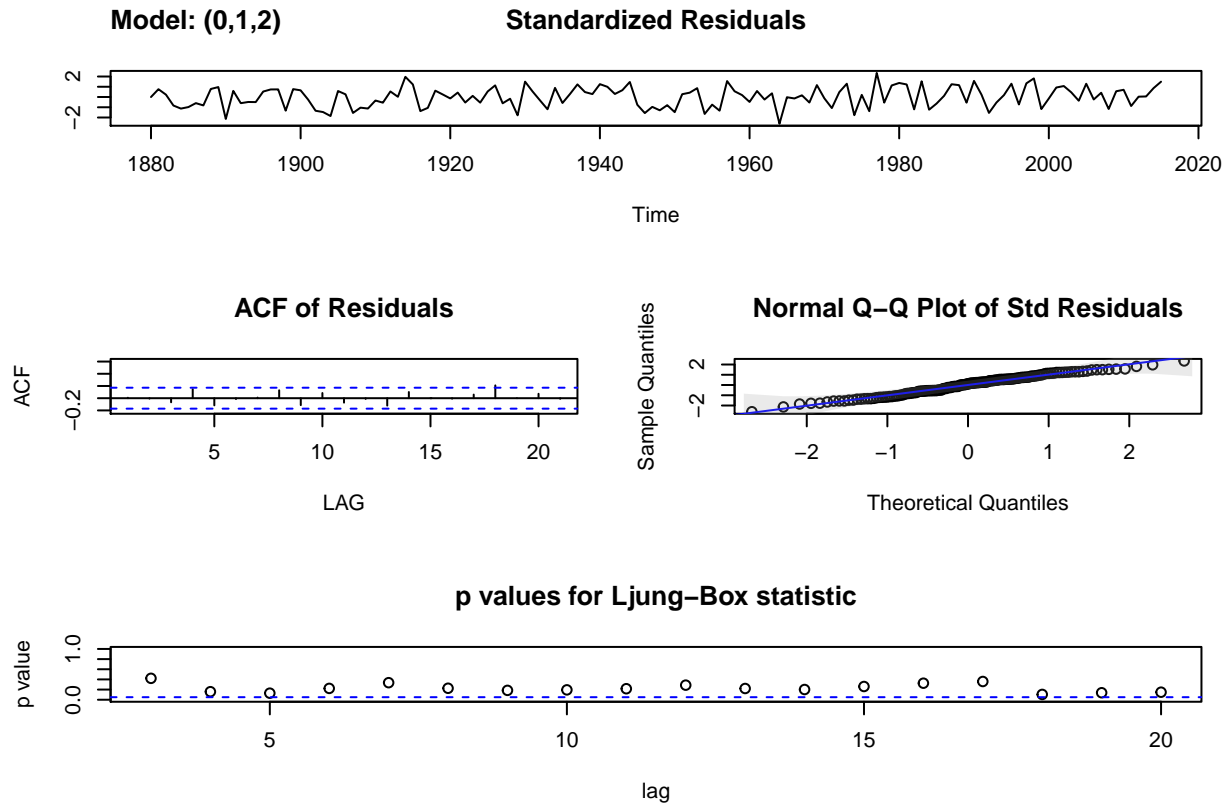 Model: (0,1,2) Standardized Residuals
2
−2
1880 1900 1920 1940 1960 1980 2000 2020
Time
ACF of Residuals
ACF
−0.2
5 10 15 20
LAG
Normal Q−Q Plot of Std Residuals
Sample Quantiles
2
−2
−2 −1 0 1 2
Theoretical Quantiles
p values for Ljung−Box statistic
p value
1.0
0.0
5 10 15 20
lag